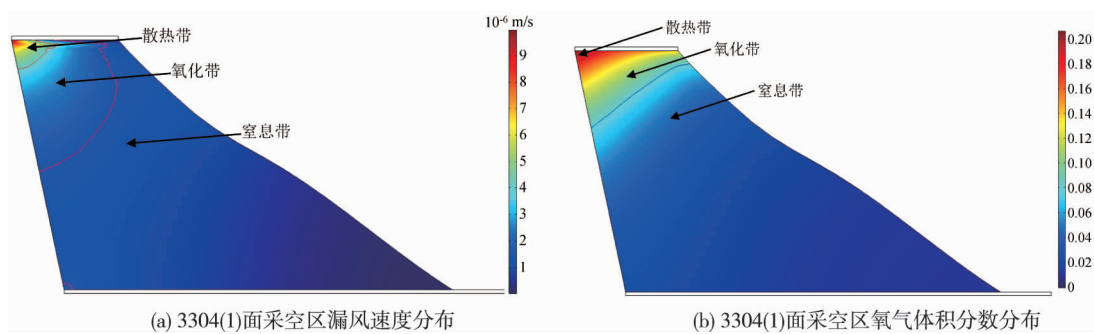 10⁻⁶ m/s
散热带
氧化带
窒息带
9
8
7
6
5
4
3
2
1
(a) 3304(1)面采空区漏风速度分布
散热带
氧化带
窒息带
0.20
0.18
0.16
0.14
0.12
0.10
0.08
0.06
0.04
0.02
0
(b) 3304(1)面采空区氧气体积分数分布